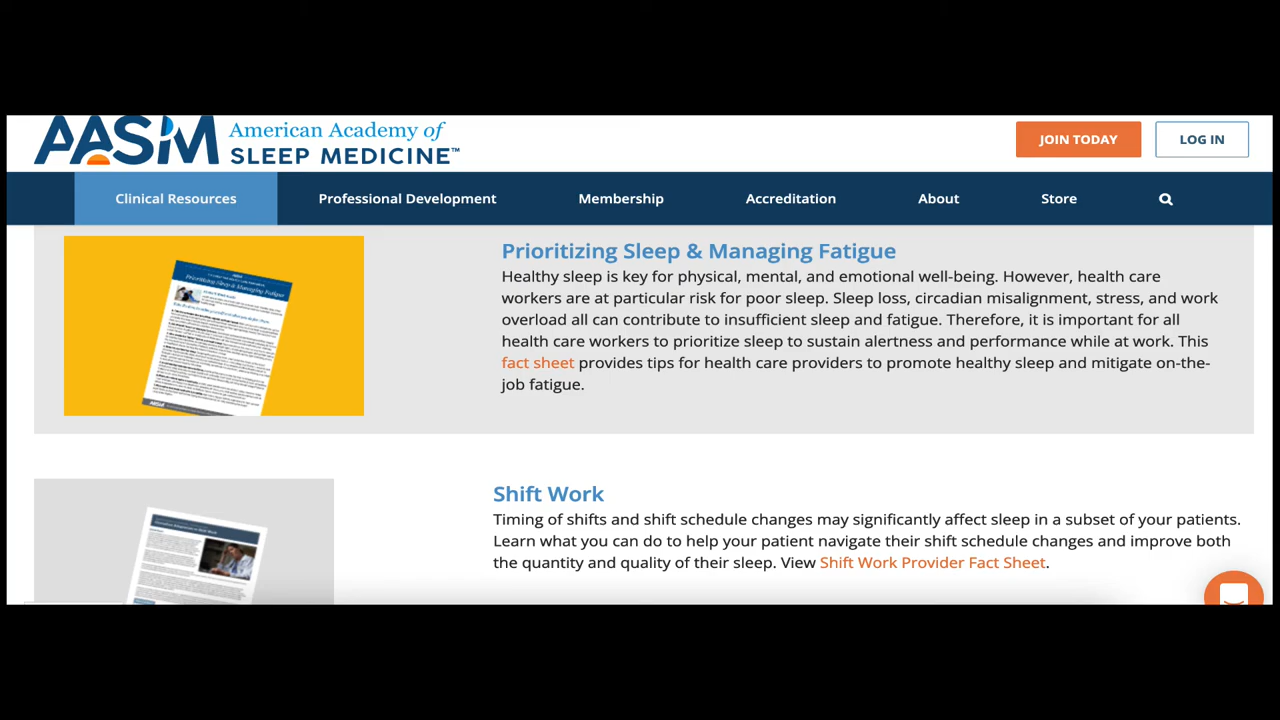 AASM American Academy of
SLEEP MEDICINE™
JOIN TODAY
LOG IN
Clinical Resources
Professional Development
Membership
Accreditation
About
Store
Prioritizing Sleep & Managing Fatigue
Prioritizing Sleep & Managing Fatigue
Healthy sleep is key for physical, mental, and emotional well-being. However, health care
workers are at particular risk for poor sleep. Sleep loss, circadian misalignment, stress, and work
overload all can contribute to insufficient sleep and fatigue. Therefore, it is important for all
health care workers to prioritize sleep to sustain alertness and performance while at work. This
fact sheet provides tips for health care providers to promote healthy sleep and mitigate on-the-
job fatigue.
AASM
Shift Work
Timing of shifts and shift schedule changes may significantly affect sleep in a subset of your patients.
Learn what you can do to help your patient navigate their shift schedule changes and improve both
the quantity and quality of their sleep. View Shift Work Provider Fact Sheet.